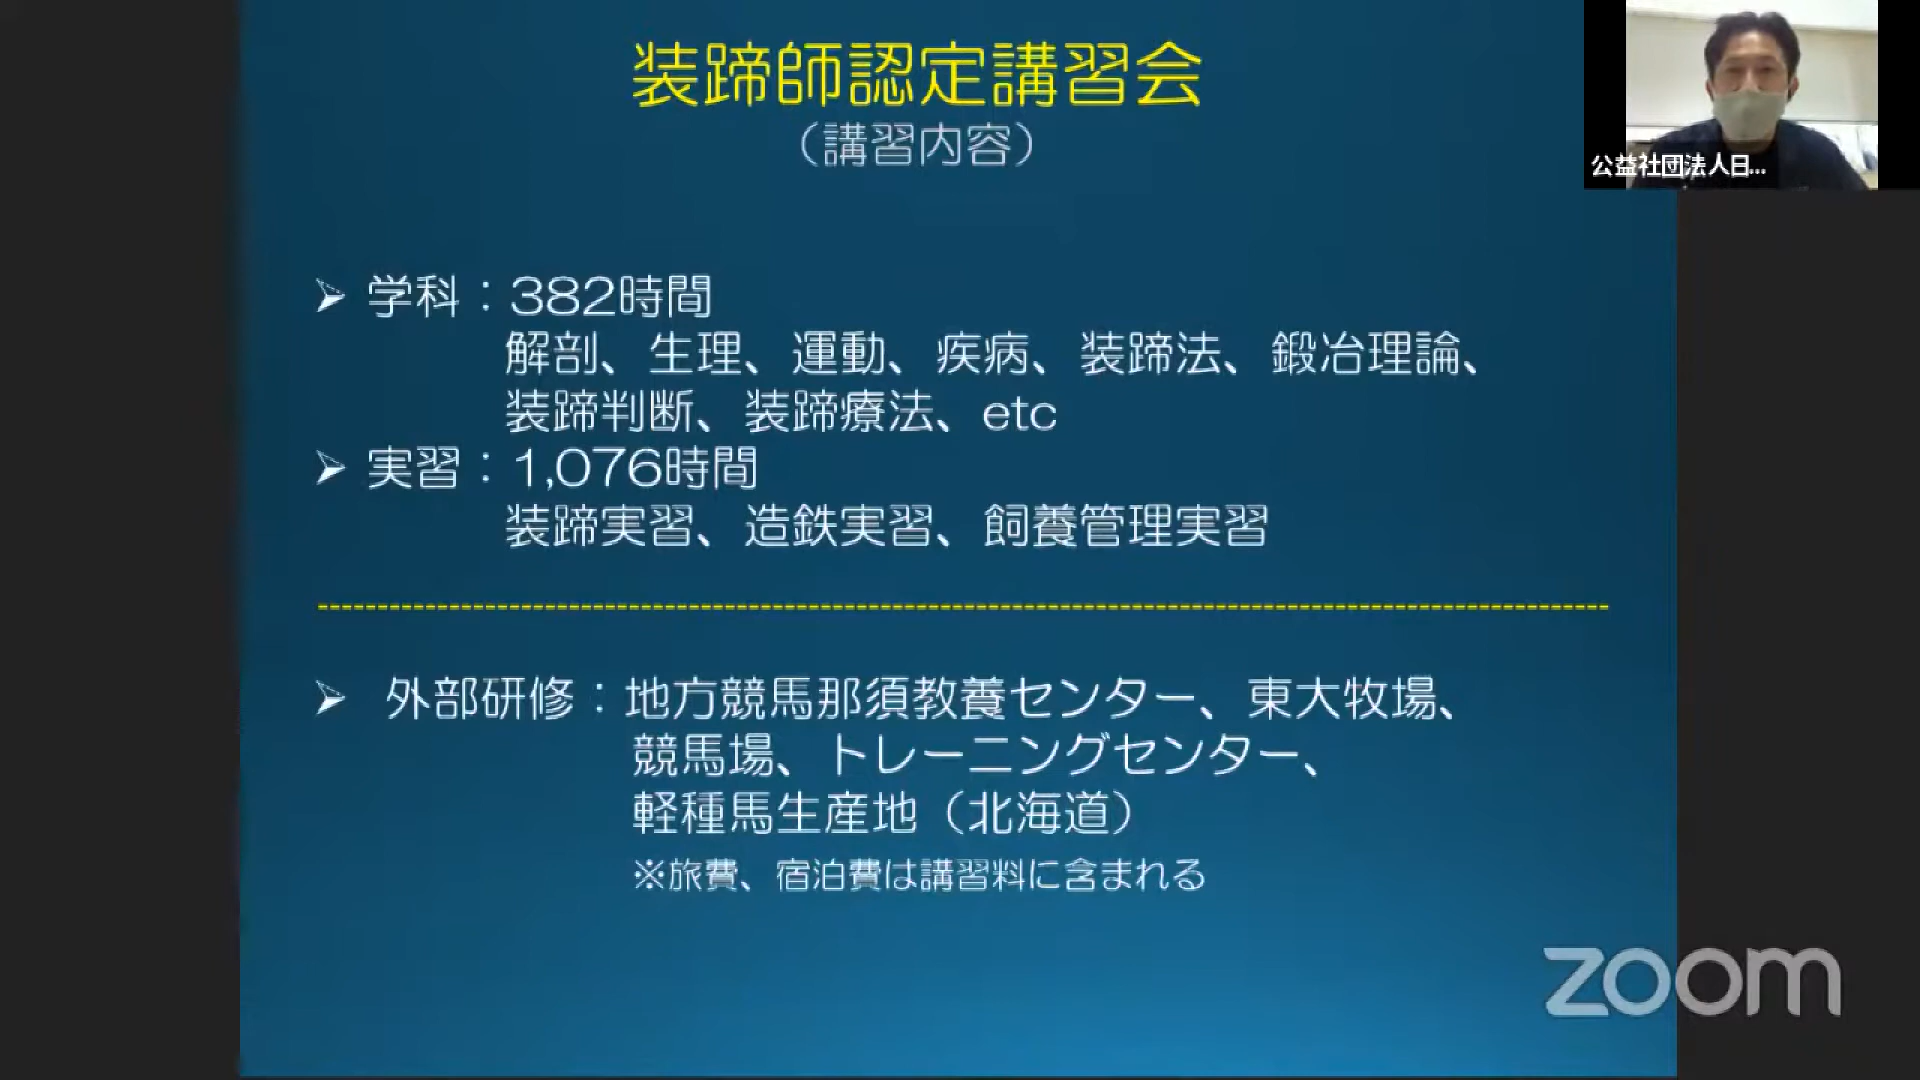 装蹄師認定講習会
（講習内容）
公益社団法人日...
➢ 学科：382時間
解剖、生理、運動、疾病、装蹄法、鍛冶理論、
装蹄判断、装蹄療法、etc
➢ 実習：1,076時間
装蹄実習、造鉄実習、飼養管理実習
➢ 外部研修：地方競馬那須教養センター、東大牧場、
競馬場、トレーニングセンター、
軽種馬生産地（北海道）
※旅費、宿泊費は講習料に含まれる
zoom